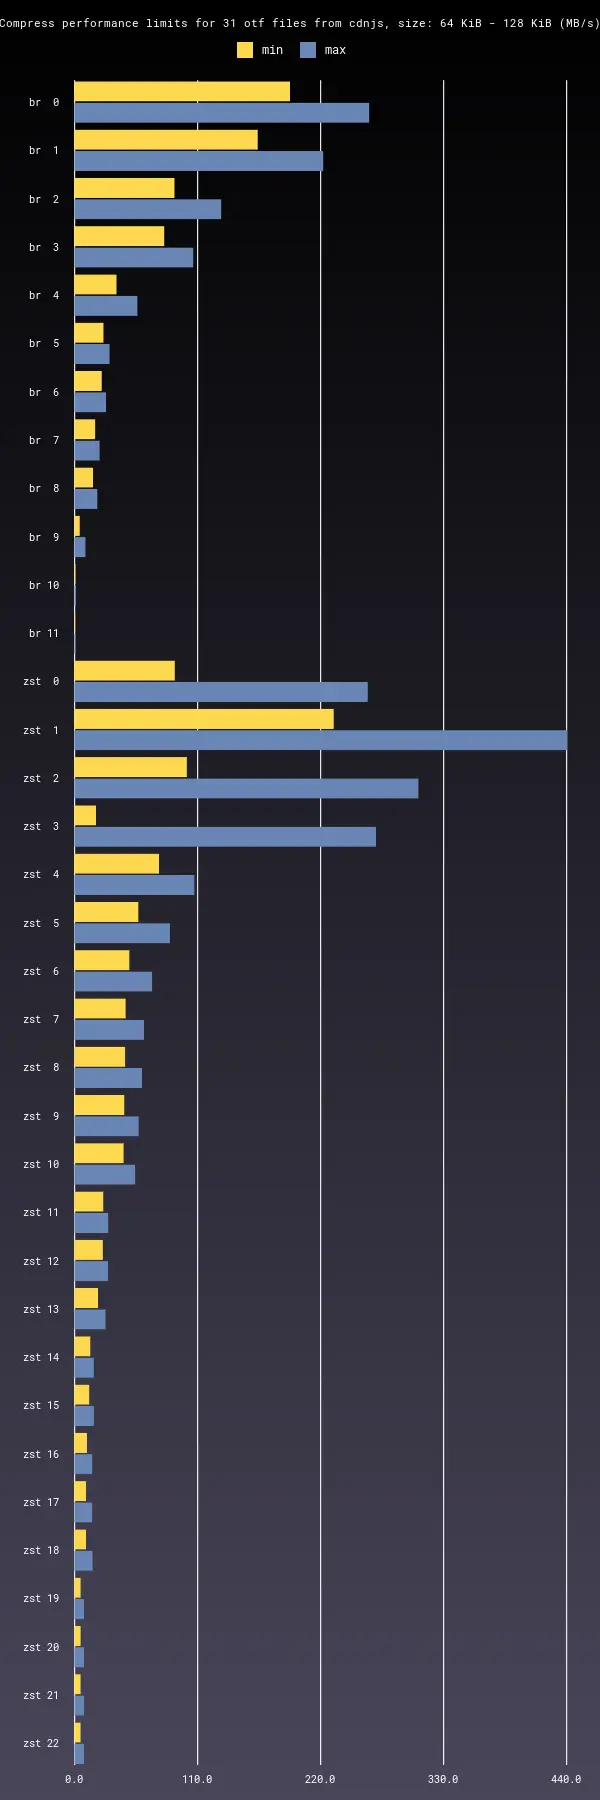 Compress performance limits for 31 otf files from cdnjs, size: 64 KiB - 128 KiB (MB/s)
min max
br 0
br 1
br 2
br 3
br 4
br 5
br 6
br 7
br 8
br 9
br 10
br 11
zst 0
zst 1
zst 2
zst 3
zst 4
zst 5
zst 6
zst 7
zst 8
zst 9
zst 10
zst 11
zst 12
zst 13
zst 14
zst 15
zst 16
zst 17
zst 18
zst 19
zst 20
zst 21
zst 22
0.0 110.0 220.0 330.0 440.0